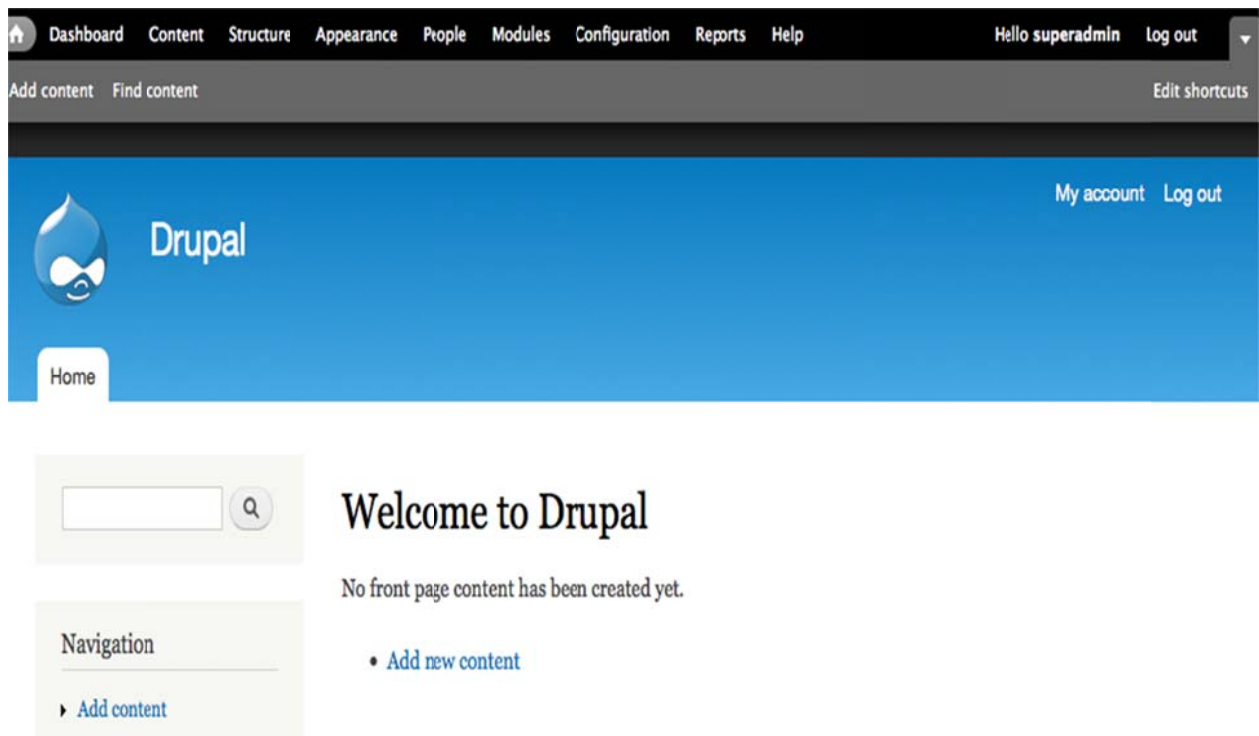 Dashboard Content Structure Appearance People Modules Configuration Reports Help Hello superadmin Log out
Add content Find content Edit shortcuts
My account Log out
Drupal
Home
Welcome to Drupal
No front page content has been created yet.
Navigation
• Add new content
Add content